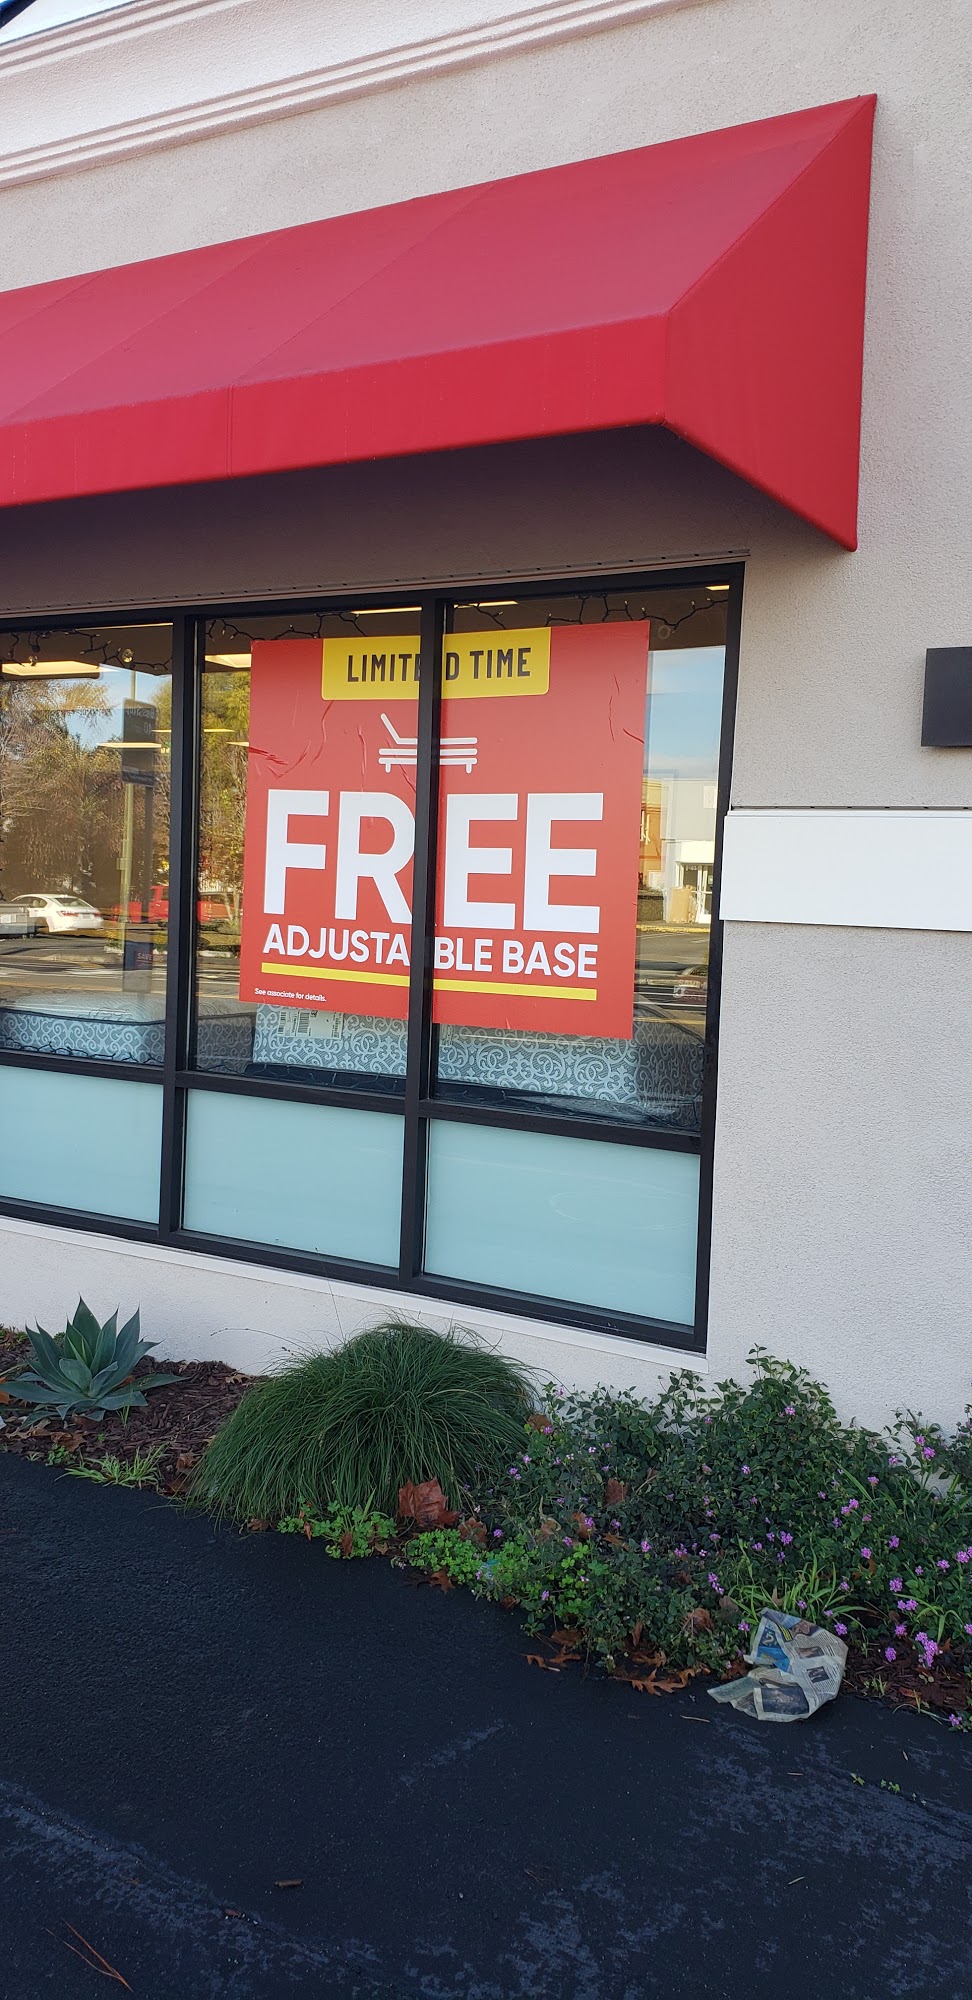 LIMITED TIME
FREE
ADJUSTABLE BASE
See associate for details.